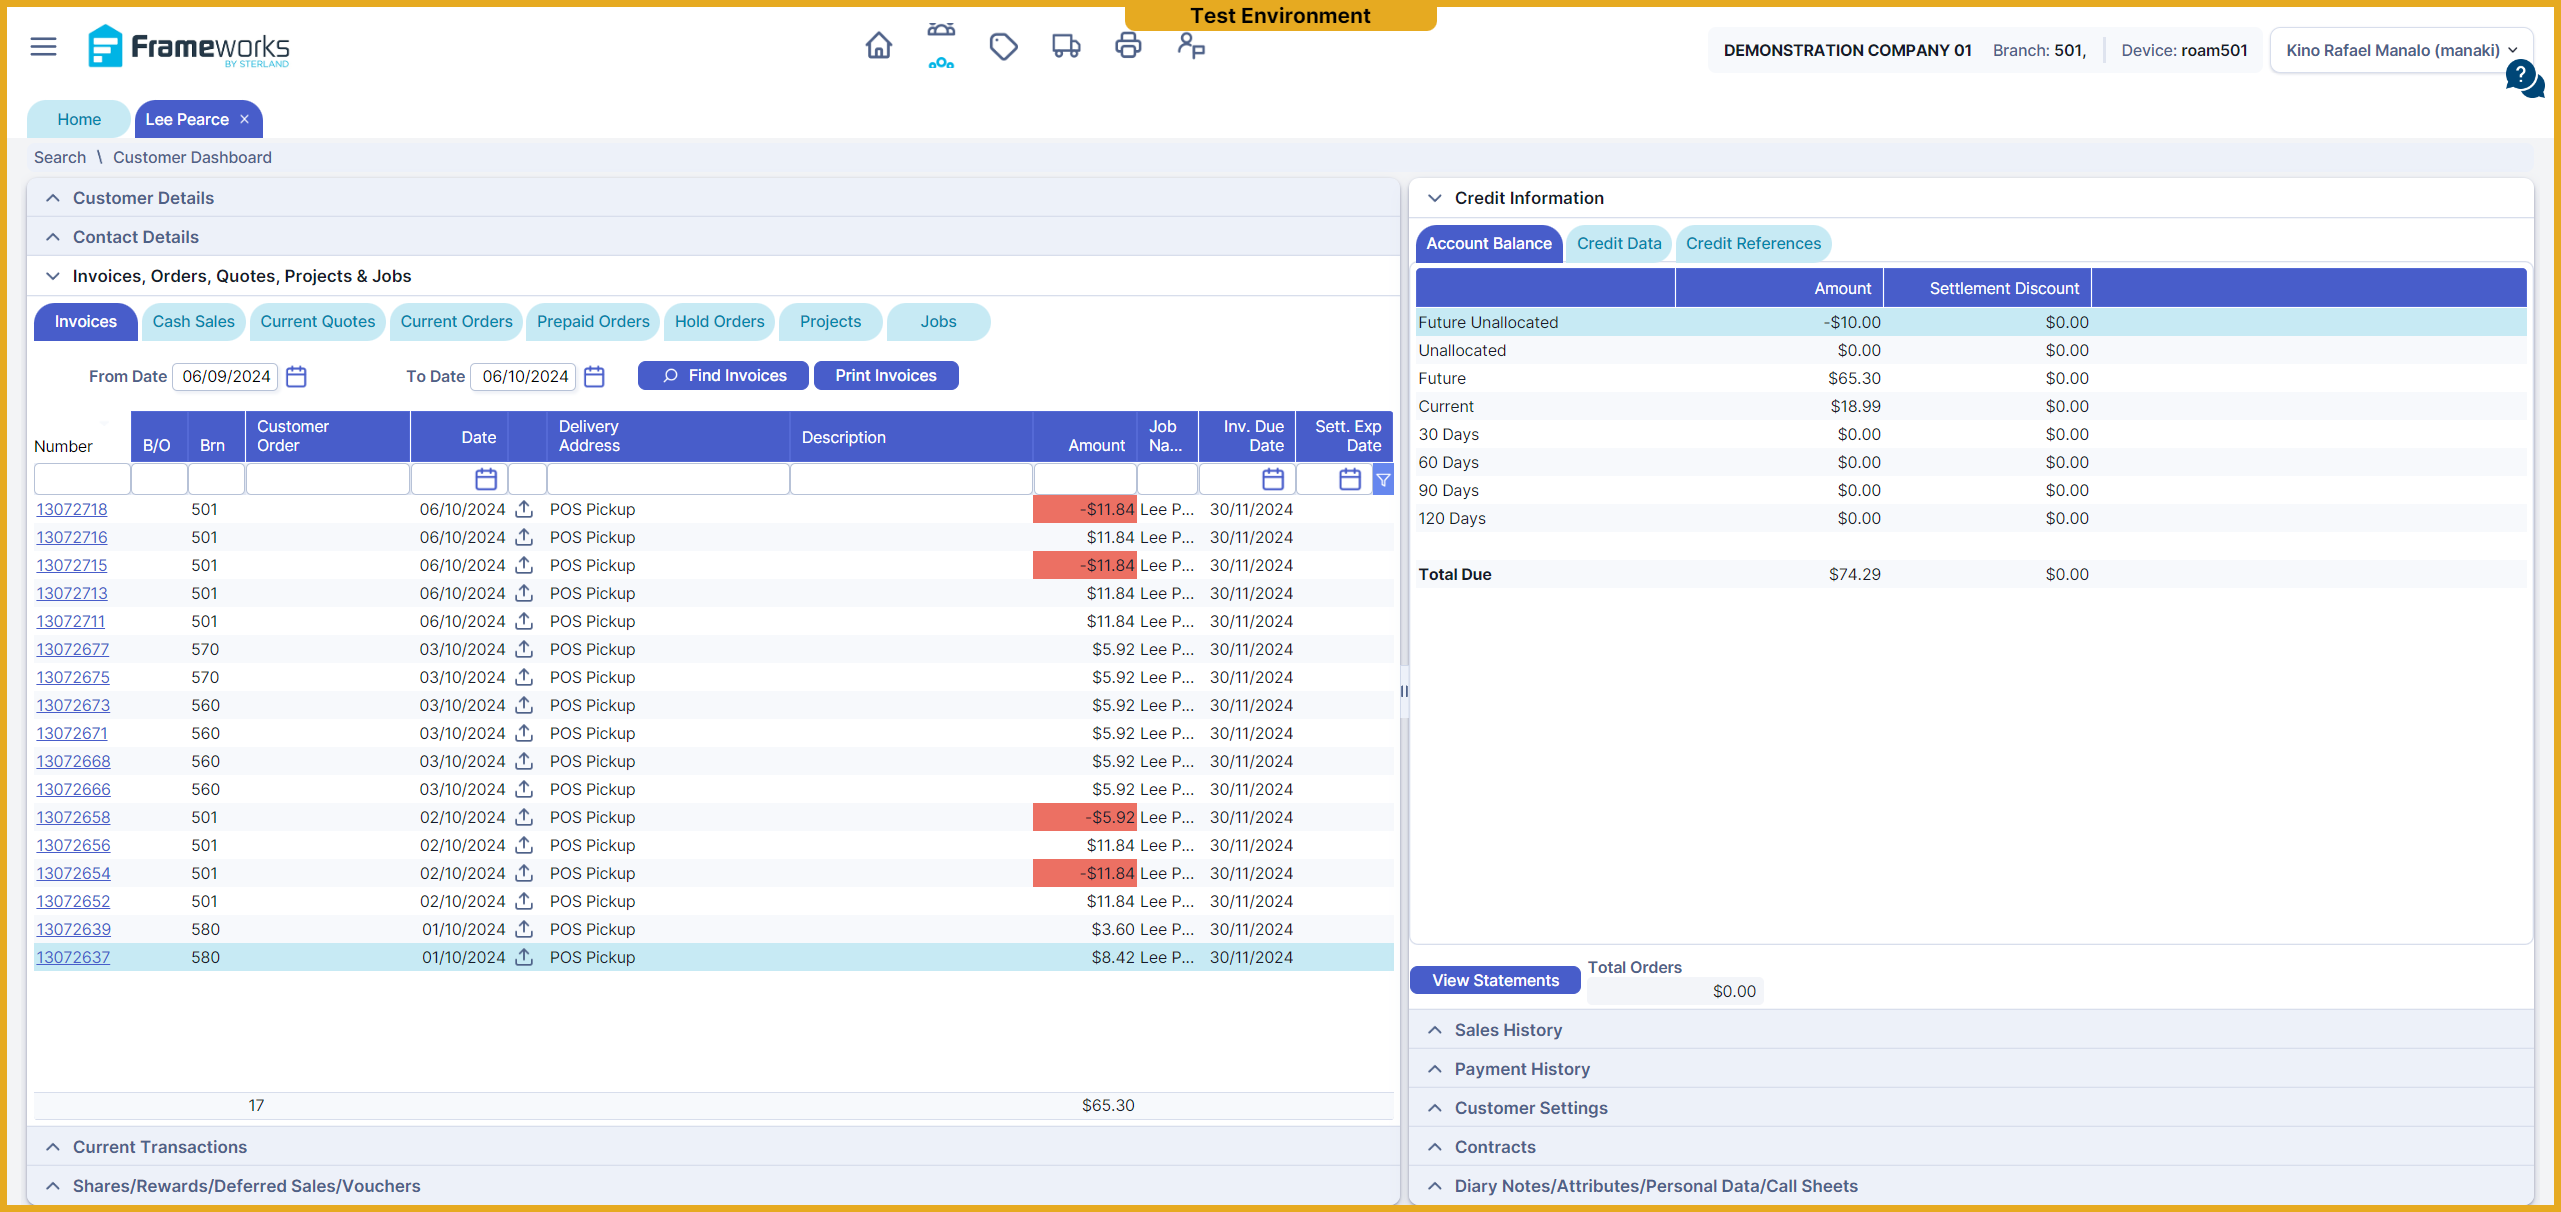 Test Environment
Frameworks
BY STERLAND
DEMONSTRATION COMPANY 01 Branch: 501, Device: roam501 Kino Rafael Manalo (manaki)
?
Home Lee Pearce ×
Search \ Customer Dashboard
Customer Details
Contact Details
Invoices, Orders, Quotes, Projects & Jobs
Invoices Cash Sales Current Quotes Current Orders Prepaid Orders Hold Orders Projects Jobs
From Date 06/09/2024 To Date 06/10/2024 Find Invoices Print Invoices
Number B/O Brn Customer Order Date Delivery Address Description Amount Job Na... Inv. Due Date Sett. Exp Date
13072718 501 06/10/2024 POS Pickup -$11.84 Lee P... 30/11/2024
13072716 501 06/10/2024 POS Pickup $11.84 Lee P... 30/11/2024
13072715 501 06/10/2024 POS Pickup -$11.84 Lee P... 30/11/2024
13072713 501 06/10/2024 POS Pickup $11.84 Lee P... 30/11/2024
13072711 501 06/10/2024 POS Pickup $11.84 Lee P... 30/11/2024
13072677 570 03/10/2024 POS Pickup $5.92 Lee P... 30/11/2024
13072675 570 03/10/2024 POS Pickup $5.92 Lee P... 30/11/2024
13072673 560 03/10/2024 POS Pickup $5.92 Lee P... 30/11/2024
13072671 560 03/10/2024 POS Pickup $5.92 Lee P... 30/11/2024
13072668 560 03/10/2024 POS Pickup $5.92 Lee P... 30/11/2024
13072666 560 03/10/2024 POS Pickup $5.92 Lee P... 30/11/2024
13072658 501 02/10/2024 POS Pickup -$5.92 Lee P... 30/11/2024
13072656 501 02/10/2024 POS Pickup $11.84 Lee P... 30/11/2024
13072654 501 02/10/2024 POS Pickup -$11.84 Lee P... 30/11/2024
13072652 501 02/10/2024 POS Pickup $11.84 Lee P... 30/11/2024
13072639 580 01/10/2024 POS Pickup $3.60 Lee P... 30/11/2024
13072637 580 01/10/2024 POS Pickup $8.42 Lee P... 30/11/2024
17 $65.30
Current Transactions
Shares/Rewards/Deferred Sales/Vouchers
Credit Information
Account Balance Credit Data Credit References
Amount Settlement Discount
Future Unallocated -$10.00 $0.00
Unallocated $0.00 $0.00
Future $65.30 $0.00
Current $18.99 $0.00
30 Days $0.00 $0.00
60 Days $0.00 $0.00
90 Days $0.00 $0.00
120 Days $0.00 $0.00
Total Due $74.29 $0.00
View Statements Total Orders
$0.00
Sales History
Payment History
Customer Settings
Contracts
Diary Notes/Attributes/Personal Data/Call Sheets